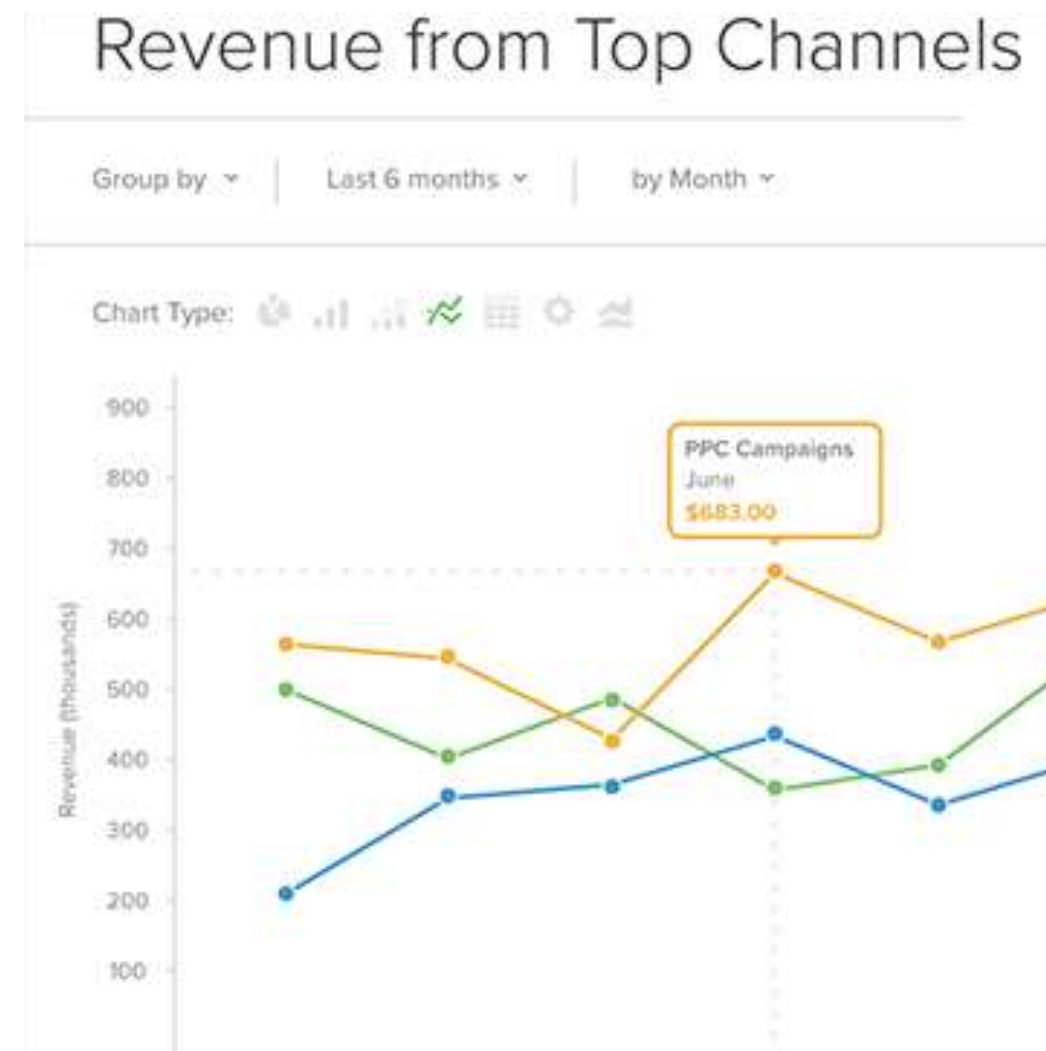 Revenue from Top Channels
Group by
Last 6 months
by Month
Chart Type:
900
800
700
600
500
400
300
200
100
Revenue (thousands)
PPC Campaigns
June
$683.00